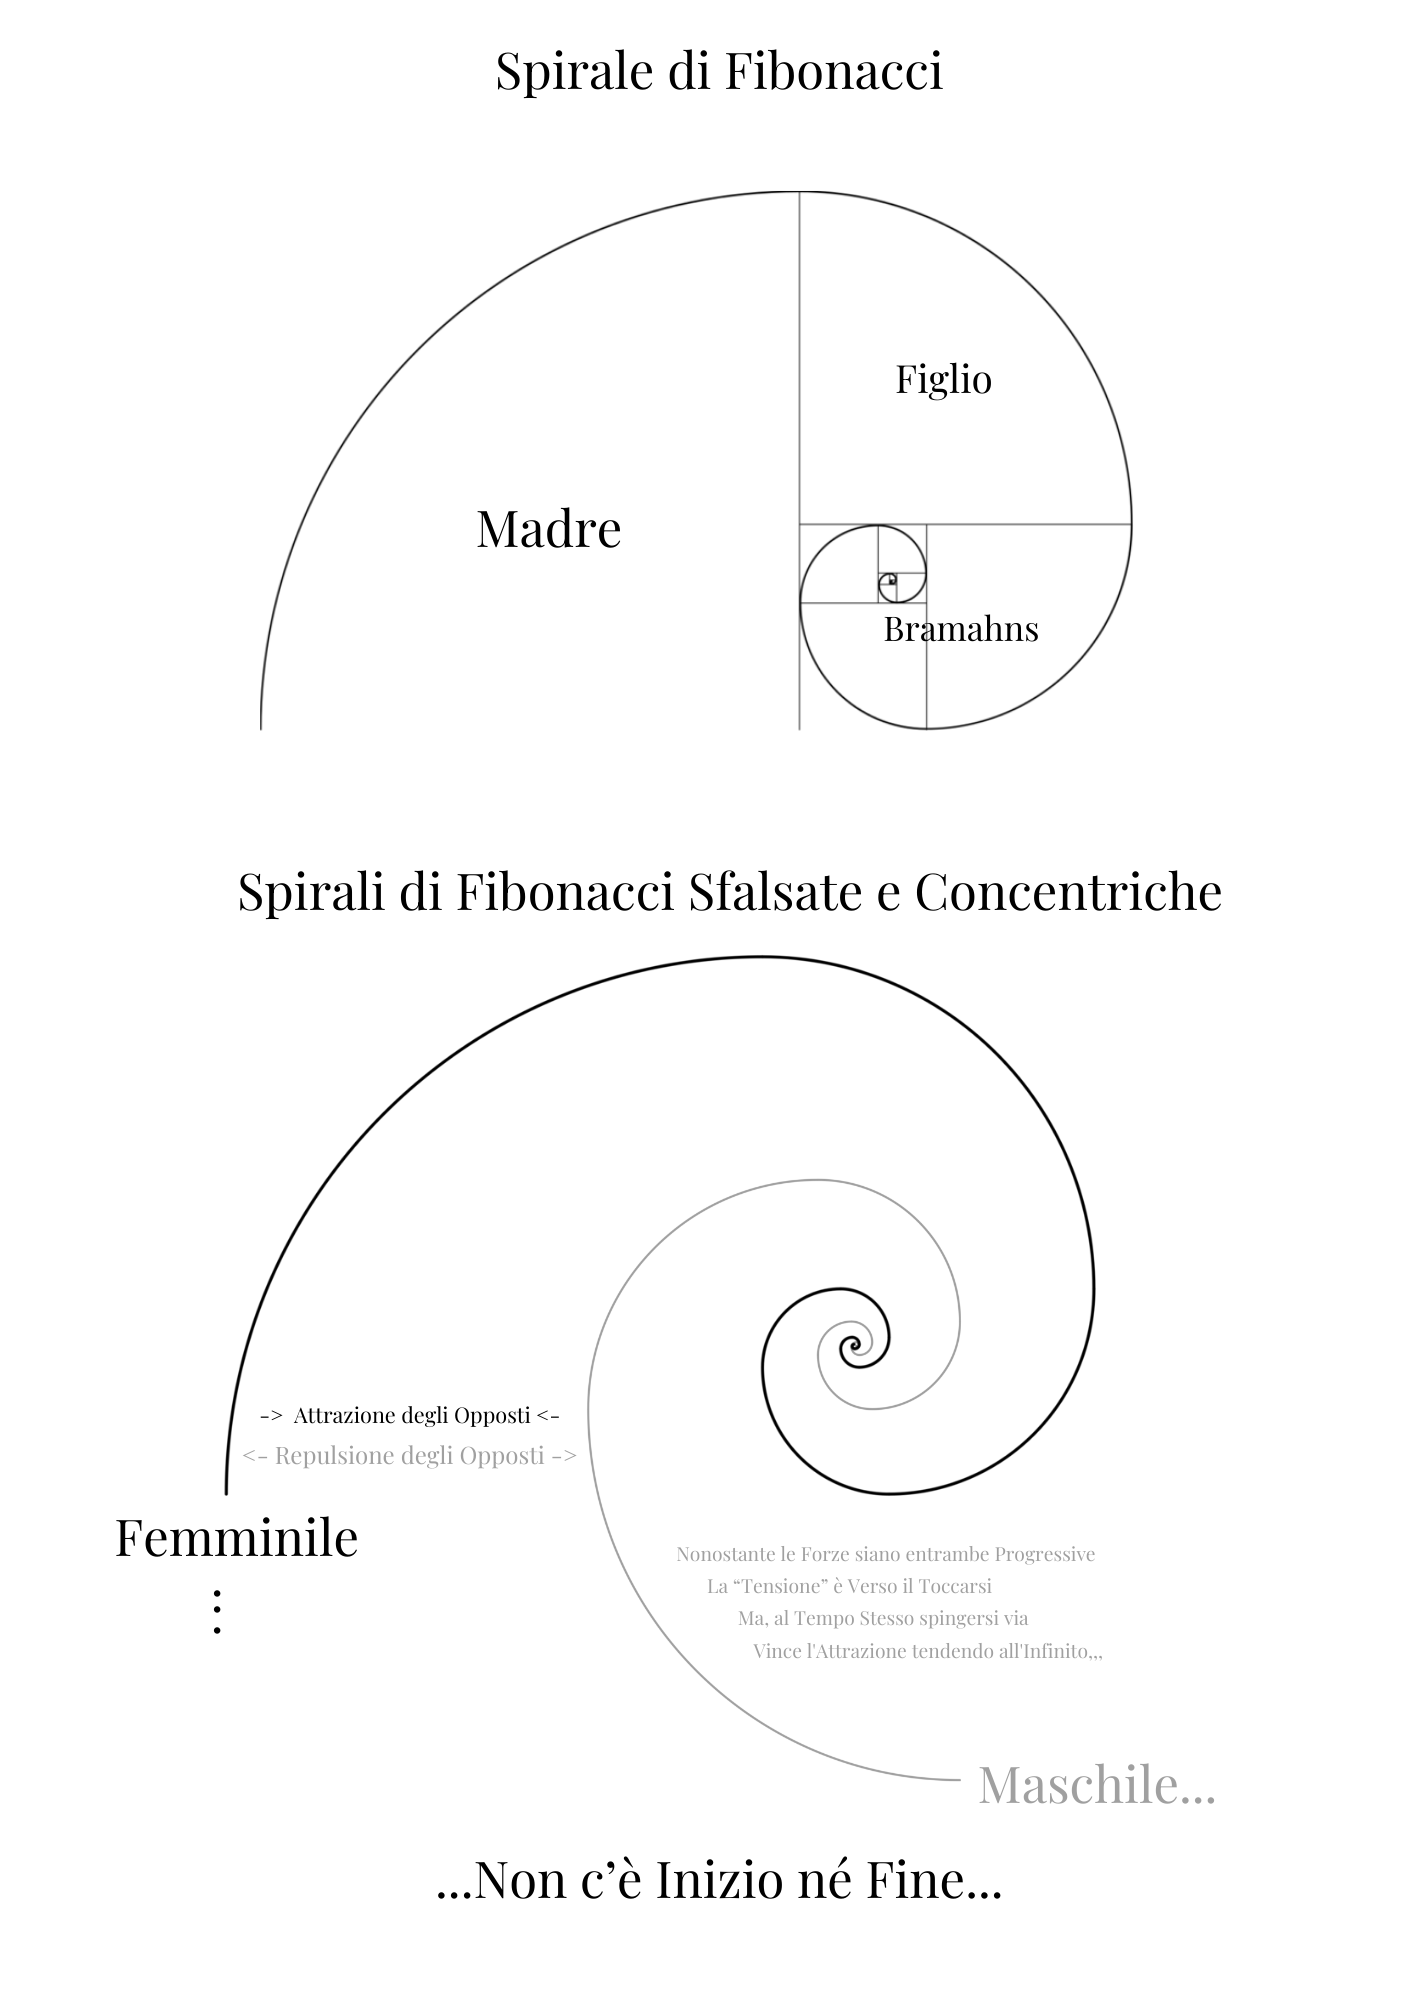 Spirale di Fibonacci
Figlio
Madre
Bramahns
Spirali di Fibonacci Sfalsate e Concentriche
-> Attrazione degli Opposti <-
<- Repulsione degli Opposti ->
Femminile
...
Nonostante le Forze siano entrambe Progressive
La “Tensione” è Verso il Toccarsi
Ma, al Tempo Stesso spingersi via
Vince l'Attrazione tendendo all'Infinito,,,
Maschile...
...Non c’è Inizio né Fine...